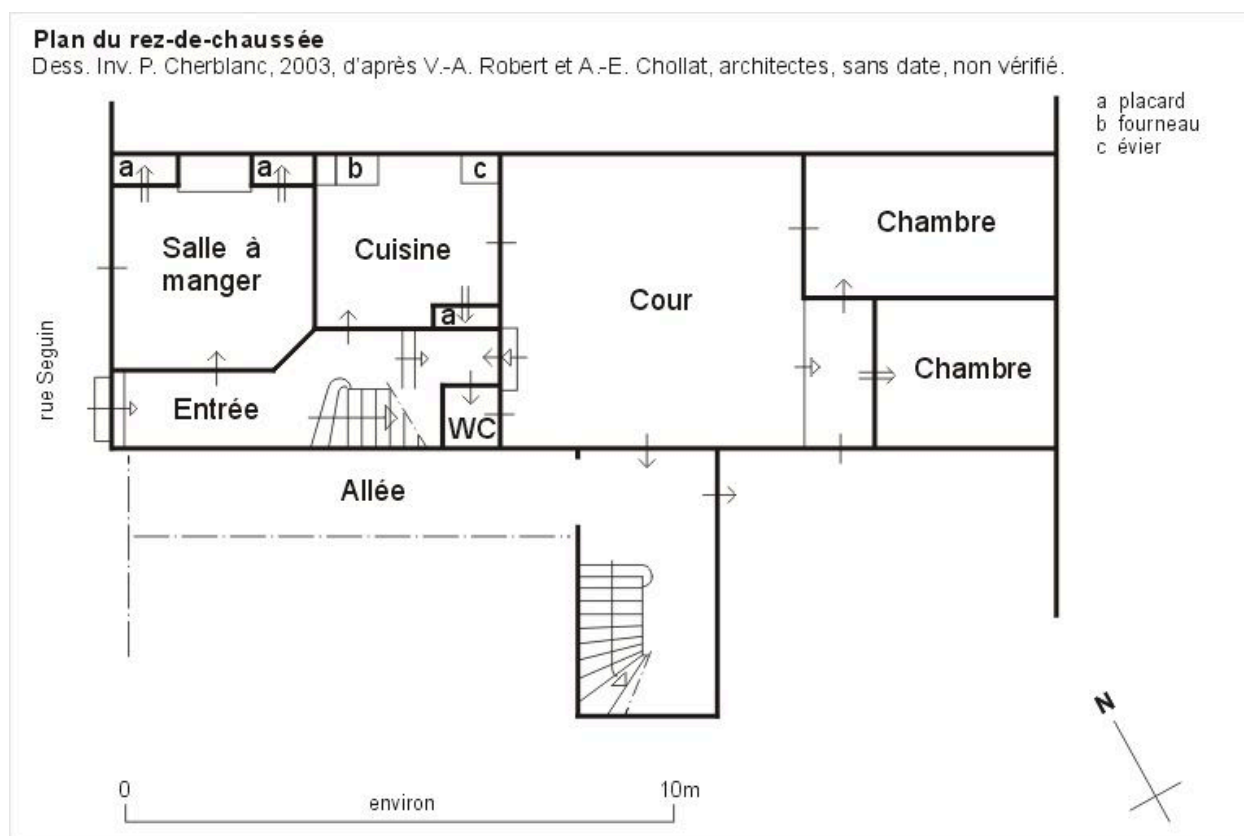 Plan du rez-de-chaussée
Dess. Inv. P. Cherblanc, 2003, d'après V.-A. Robert et A.-E. Chollat, architectes, sans date, non vérifié.
a placard
b fourneau
c évier
a
a
b
c
Salle à
manger
Cuisine
Cour
Chambre
a
Chambre
rue Seguin
Entrée
WC
Allée
N
0
10m
environ